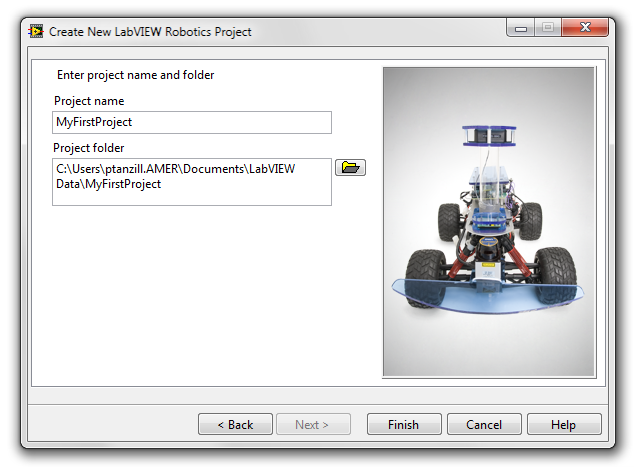 Create New LabVIEW Robotics Project
Enter project name and folder
Project name
MyFirstProject
Project folder
C:\Users\ptanzill.AMER\Documents\LabVIEW
Data\MyFirstProject
< Back
Next >
Finish
Cancel
Help